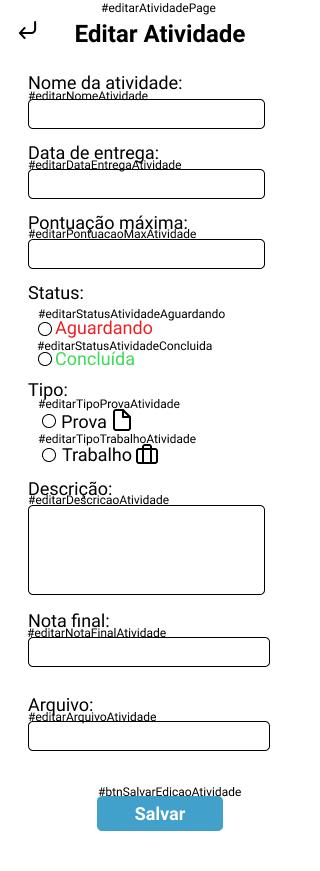 #editarAtividadePage
Editar Atividade
Nome da atividade:
#editarNomeAtividade
Data de entrega:
#editarDataEntregaAtividade
Pontuação máxima:
#editarPontuacaoMaxAtividade
Status:
#editarStatusAtividadeAguardando
Aguardando
#editarStatusAtividadeConcluida
Concluída
Tipo:
#editarTipoProvaAtividade
Prova
#editarTipoTrabalhoAtividade
Trabalho
Descrição:
#editarDescricaoAtividade
Nota final:
#editarNotaFinalAtividade
Arquivo:
#editarArquivoAtividade
#btnSalvarEdicaoAtividade
Salvar